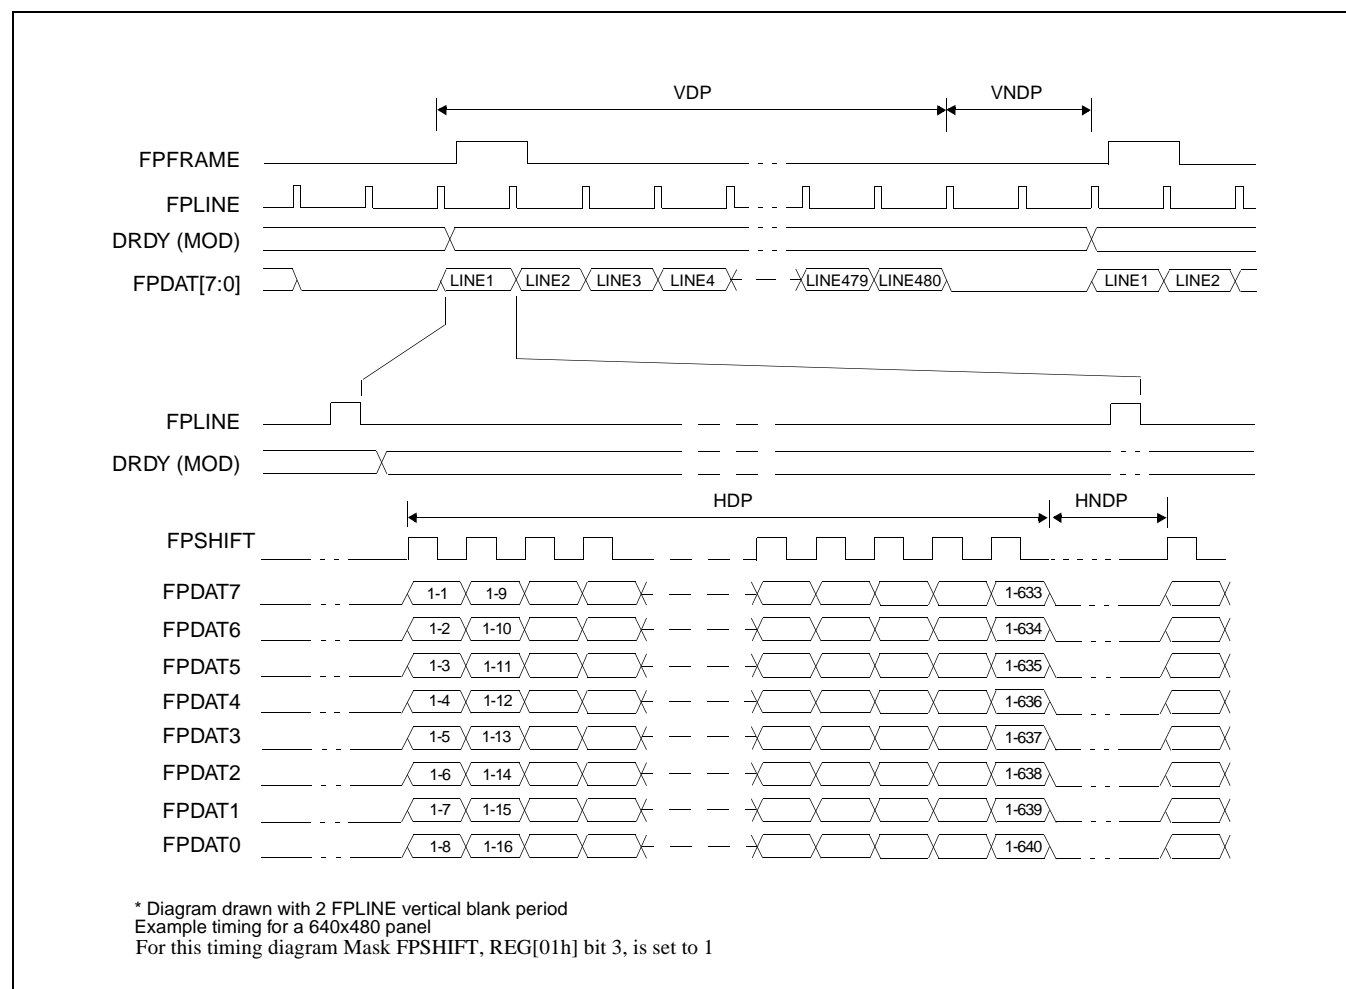 VDP VNDP
FPFRAME
FPLINE
DRDY (MOD)
FPDAT[7:0] LINE1 LINE2 LINE3 LINE4 LINE479 LINE480 LINE1 LINE2
FPLINE
DRDY (MOD)
HDP HNDP
FPSHIFT
FPDAT7 1-1 1-9 1-633
FPDAT6 1-2 1-10 1-634
FPDAT5 1-3 1-11 1-635
FPDAT4 1-4 1-12 1-636
FPDAT3 1-5 1-13 1-637
FPDAT2 1-6 1-14 1-638
FPDAT1 1-7 1-15 1-639
FPDAT0 1-8 1-16 1-640
* Diagram drawn with 2 FPLINE vertical blank period
Example timing for a 640x480 panel
For this timing diagram Mask FPSHIFT, REG[01h] bit 3, is set to 1